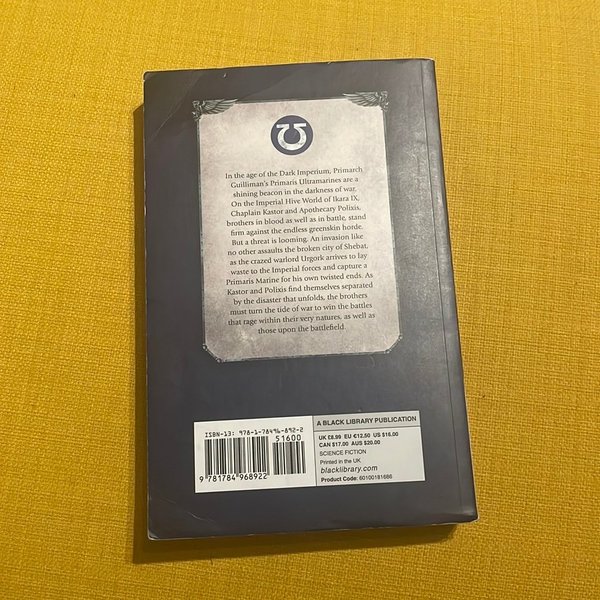 In the age of the Dark Imperium, Primarch
Guilliman's Primaris Ultramarines are a
shining beacon in the darkness of war.
On the Imperial Hive World of Ikara IX,
Chaplain Kastor and Apothecary Polixis,
brothers in blood as well as in battle, stand
firm against the endless greenskin horde.
But a threat is looming. An invasion like
no other assaults the broken city of Shebat,
as the crazed warlord Urgork arrives to lay
waste to the Imperial forces and capture a
Primaris Marine for his own twisted ends. As
Kastor and Polixis find themselves separated
by the disaster that unfolds, the brothers
must turn the tide of war to win the battles
that rage within their very natures, as well as
those upon the battlefield.
ISBN-13: 978-1-78496-892-2
51600
9 781784 968922
A BLACK LIBRARY PUBLICATION
UK £8.99 EU €12.50 US $16.00
CAN $17.00 AUS $20.00
SCIENCE FICTION
Printed in the UK
blacklibrary.com
Product Code: 60100181686